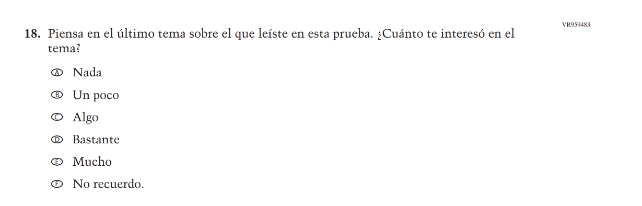 VR959483
18. Piensa en el último tema sobre el que leíste en esta prueba. ¿Cuánto te interesó en el
tema?
A Nada
B Un poco
C Algo
D Bastante
E Mucho
F No recuerdo.